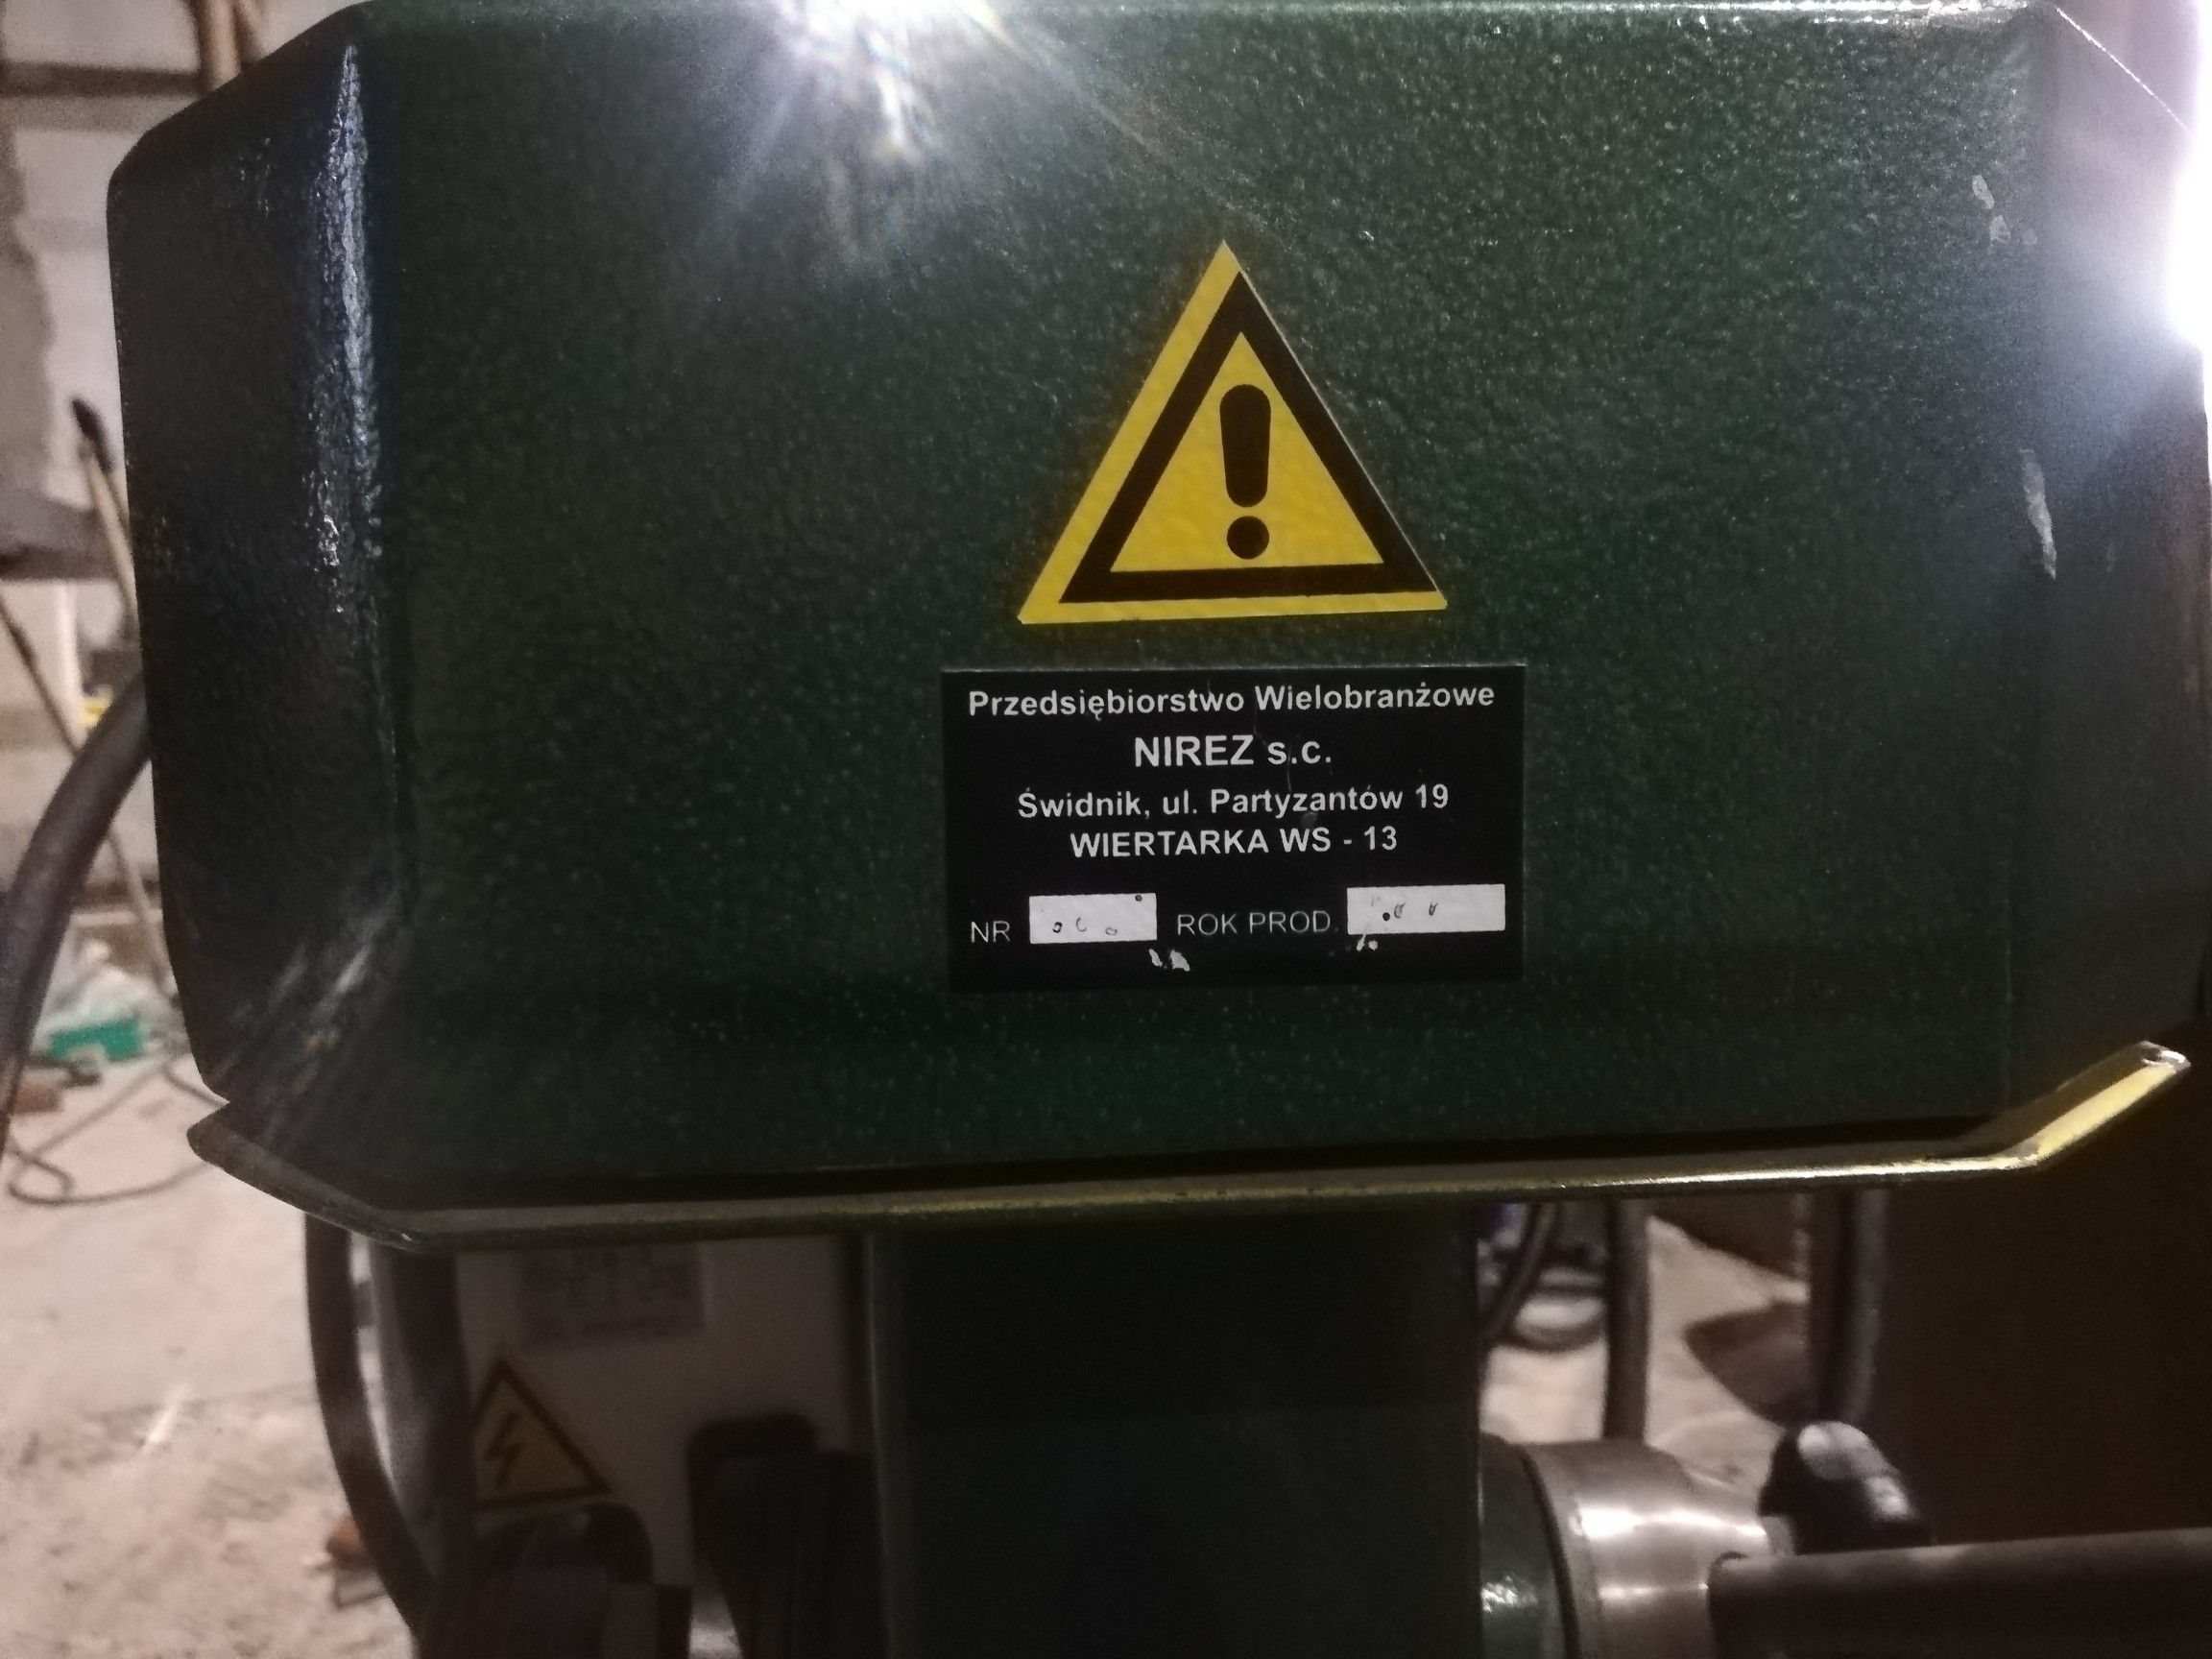 Przedsiębiorstwo Wielobranżowe
NIREZ s.c.
Świdnik, ul. Partyzantów 19
WIERTARKA WS - 13
NR ROK PROD.